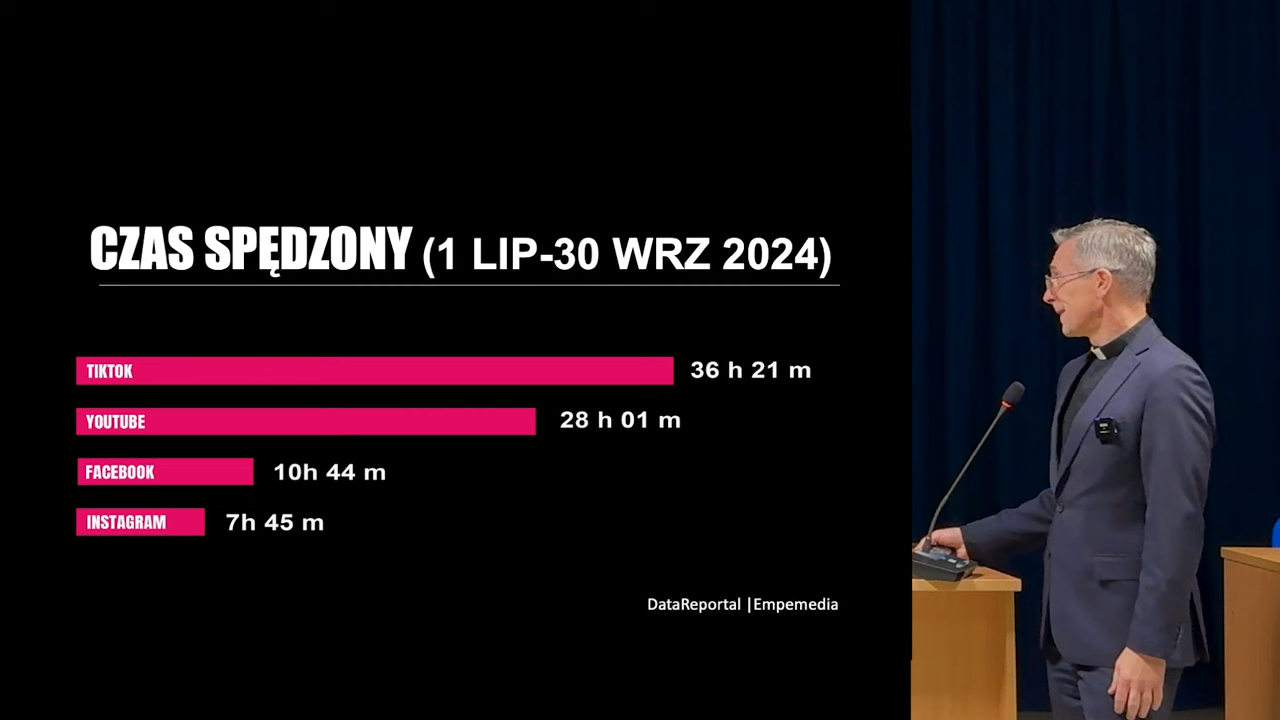 CZAS SPĘDZONY (1 LIP-30 WRZ 2024)
TIKTOK 36 h 21 m
YOUTUBE 28 h 01 m
FACEBOOK 10h 44 m
INSTAGRAM 7h 45 m
DataReportal |Empemedia